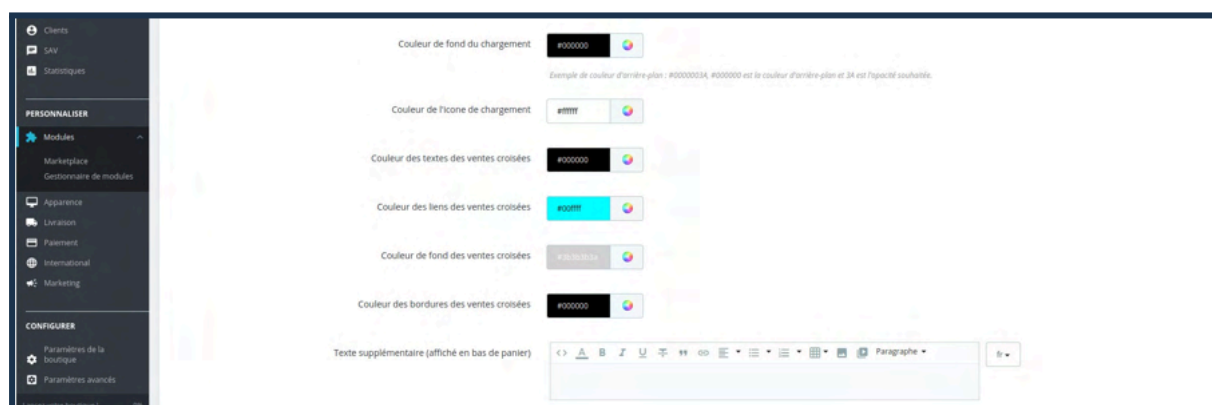 Clients
SAV
Statistiques
PERSONNALISER
Modules
Marketplace
Gestionnaire de modules
Apparence
Livraison
Paiement
International
Marketing
CONFIGURER
Paramètres de la
boutique
Paramètres avancés
Couleur de fond du chargement
#000000
Exemple de couleur d'arrière-plan : #0000003A, #000000 est la couleur d'arrière-plan et 3A est l'opacité souhaitée.
Couleur de l'icone de chargement
#ffffff
Couleur des textes des ventes croisées
#000000
Couleur des liens des ventes croisées
#00ffff
Couleur de fond des ventes croisées
Couleur des bordures des ventes croisées
#000000
Texte supplémentaire (affiché en bas de panier)
Paragraphe
fr